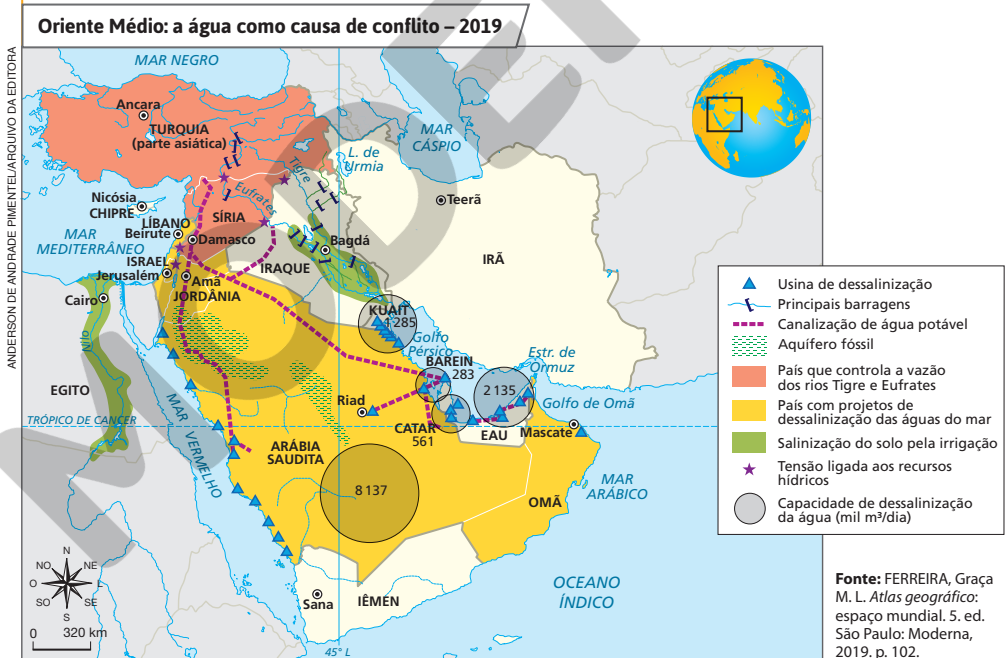 Oriente Médio: a água como causa de conflito – 2019
ANDERSON DE ANDRADE PIMENTEL/ARQUIVO DA EDITORA
MAR NEGRO
Ancara
TURQUIA
(parte asiática)
MAR
CÁSPIO
L. de
Urmia
Tigre
Eufrates
Teerã
Nicósia
CHIPRE
LÍBANO
Beirute
SÍRIA
Damasco
MAR
MEDITERRÂNEO
Bagdá
IRAQUE
IRÃ
ISRAEL
Jerusalém
Amã
JORDÂNIA
Cairo
KUAIT
4 285
Golfo
Pérsico
Nilo
BAREIN
283
Estr. de
Ormuz
2 135
Golfo de Omã
EGITO
Riad
TRÓPICO DE CÂNCER
MAR VERMELHO
CATAR
561
EAU
Mascate
ARÁBIA
SAUDITA
8 137
MAR
ARÁBICO
OMÃ
OCEANO
ÍNDICO
Sana
IÊMEN
N
NO
NE
O
L
SO
SE
S
0 320 km
45° L
Usina de dessalinização
Principais barragens
Canalização de água potável
Aquífero fóssil
País que controla a vazão
dos rios Tigre e Eufrates
País com projetos de
dessalinização das águas do mar
Salinização do solo pela irrigação
Tensão ligada aos recursos
hídricos
Capacidade de dessalinização
da água (mil m³/dia)
Fonte: FERREIRA, Graça
M. L. Atlas geográfico:
espaço mundial. 5. ed.
São Paulo: Moderna,
2019. p. 102.